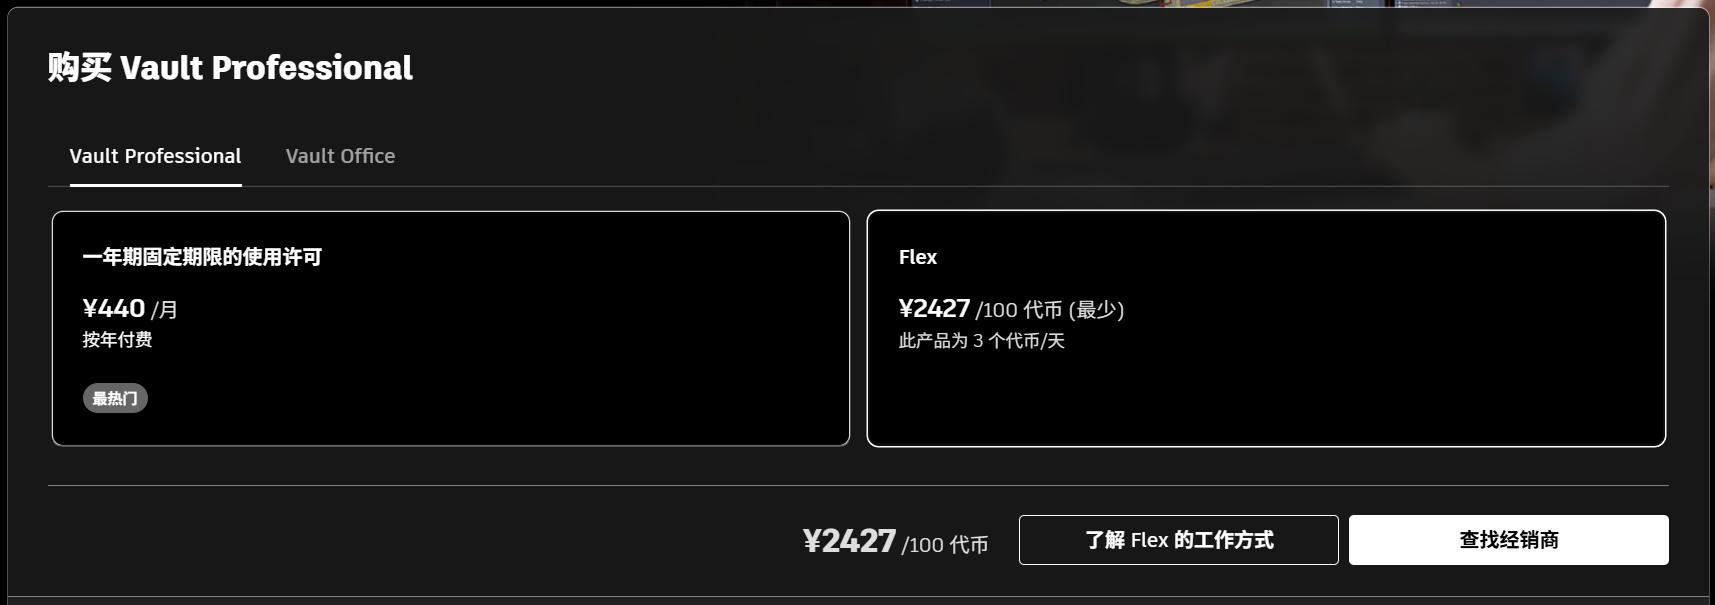 购买 Vault Professional
Vault Professional
Vault Office
一年期固定期限的使用许可
¥440 /月
按年付费
最热门
Flex
¥2427 /100 代币 (最少)
此产品为 3 个代币/天
¥2427 /100 代币
了解 Flex 的工作方式
查找经销商